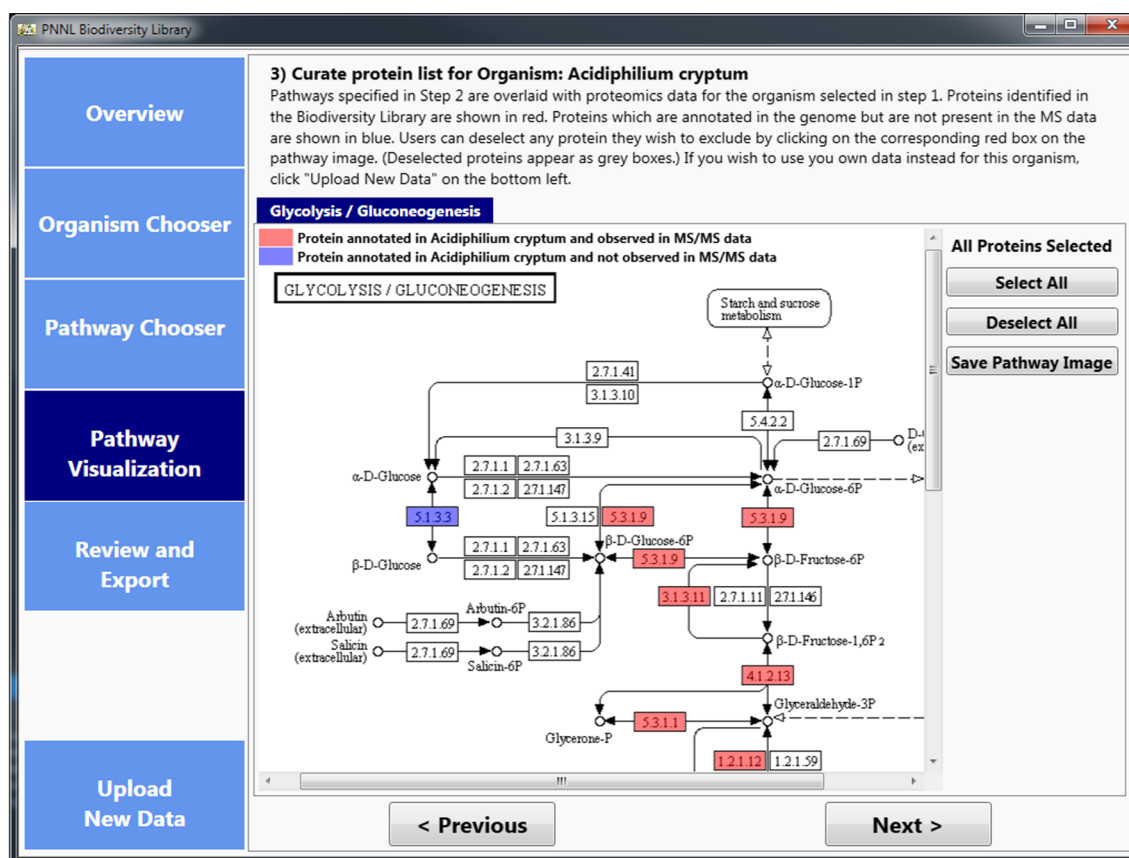 PNNL Biodiversity Library
Overview
Organism Chooser
Pathway Chooser
Pathway
Visualization
Review and
Export
Upload
New Data
3) Curate protein list for Organism: Acidiphilium cryptum
Pathways specified in Step 2 are overlaid with proteomics data for the organism selected in step 1. Proteins identified in
the Biodiversity Library are shown in red. Proteins which are annotated in the genome but are not present in the MS data
are shown in blue. Users can deselect any protein they wish to exclude by clicking on the corresponding red box on the
pathway image. (Deselected proteins appear as grey boxes.) If you wish to use you own data instead for this organism,
click "Upload New Data" on the bottom left.
Glycolysis / Gluconeogenesis
Protein annotated in Acidiphilium cryptum and observed in MS/MS data
Protein annotated in Acidiphilium cryptum and not observed in MS/MS data
GLYCOLYSIS / GLUCONEOGENESIS
Starch and sucrose
metabolism
2.7.1.41
3.1.3.10
α-D-Glucose-1P
5.4.2.2
3.1.3.9
2.7.1.69
(ex
α-D-Glucose
2.7.1.1 2.7.1.63
2.7.1.2 2.7.1.147
α-D-Glucose-6P
5.1.3.3
5.1.3.15 5.3.1.9
5.3.1.9
β-D-Glucose-6P
β-D-Glucose
2.7.1.1 2.7.1.63
2.7.1.2 2.7.1.147
5.3.1.9
β-D-Fructose-6P
3.1.3.11 2.7.1.11 2.7.1.146
Arbutin
(extracellular)
2.7.1.69
Arbutin-6P
3.2.1.86
Salicin
(extracellular)
2.7.1.69
Salicin-6P
3.2.1.86
β-D-Fructose-1,6P2
4.1.2.13
Glyceraldehyde-3P
Glycerone-P
5.3.1.1
1.2.1.12 1.2.1.59
All Proteins Selected
Select All
Deselect All
Save Pathway Image
< Previous
Next >